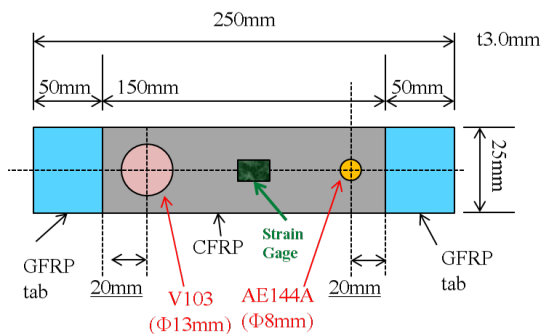 250mm
t3.0mm
50mm
150mm
50mm
25mm
Strain
Gage
GFRP
tab
CFRP
GFRP
tab
20mm
V103
(Φ13mm)
AE144A
(Φ8mm)
20mm